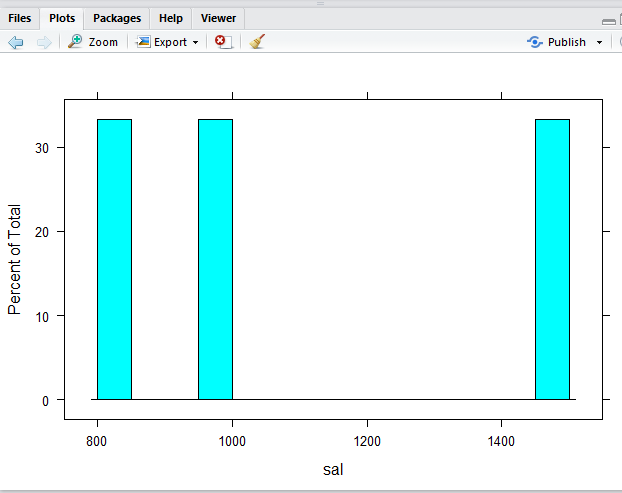 Files Plots Packages Help Viewer
Zoom Export Publish
Percent of Total
30
20
10
0
800 1000 1200 1400
sal